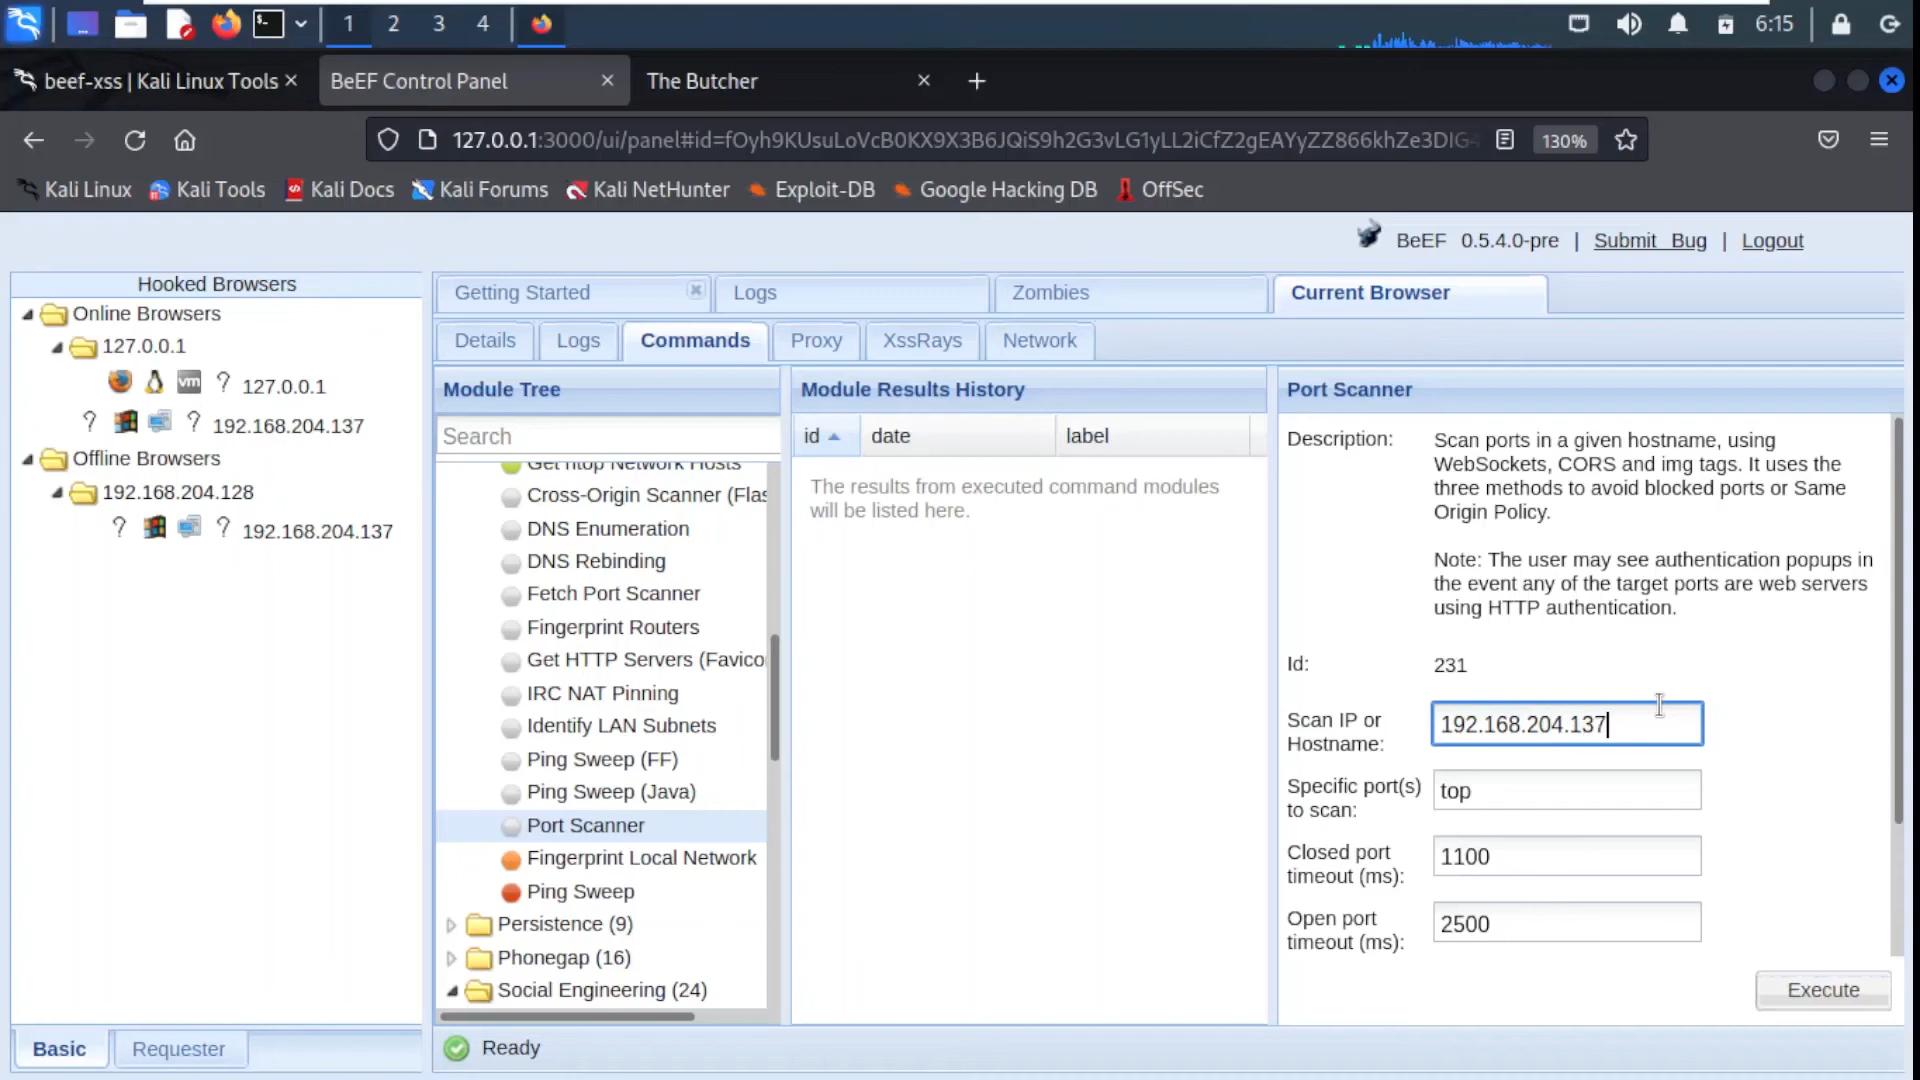 1 2 3 4 6:15
beef-xss | Kali Linux Tools BeEF Control Panel The Butcher
127.0.0.1:3000/ui/panel#id=fOyh9KUsuLoVcB0KX9X3B6JQiS9h2G3vLG1yLL2iCfZ2gEAYyZZ866khZe3DIG 130%
Kali Linux Kali Tools Kali Docs Kali Forums Kali NetHunter Exploit-DB Google Hacking DB OffSec
BeEF 0.5.4.0-pre | Submit Bug | Logout
Hooked Browsers
Online Browsers
127.0.0.1
vm ? 127.0.0.1
? ? 192.168.204.137
Offline Browsers
192.168.204.128
? ? 192.168.204.137
Basic Requester
Getting Started Logs Zombies Current Browser
Details Logs Commands Proxy XssRays Network
Module Tree
Search
Get ntop Network Hosts
Cross-Origin Scanner (Flas
DNS Enumeration
DNS Rebinding
Fetch Port Scanner
Fingerprint Routers
Get HTTP Servers (Favico
IRC NAT Pinning
Identify LAN Subnets
Ping Sweep (FF)
Ping Sweep (Java)
Port Scanner
Fingerprint Local Network
Ping Sweep
Persistence (9)
Phonegap (16)
Social Engineering (24)
Module Results History
id date label
The results from executed command modules
will be listed here.
Port Scanner
Description: Scan ports in a given hostname, using
WebSockets, CORS and img tags. It uses the
three methods to avoid blocked ports or Same
Origin Policy.
Note: The user may see authentication popups in
the event any of the target ports are web servers
using HTTP authentication.
Id: 231
Scan IP or
Hostname: 192.168.204.137
Specific port(s)
to scan: top
Closed port
timeout (ms): 1100
Open port
timeout (ms): 2500
Execute
Ready